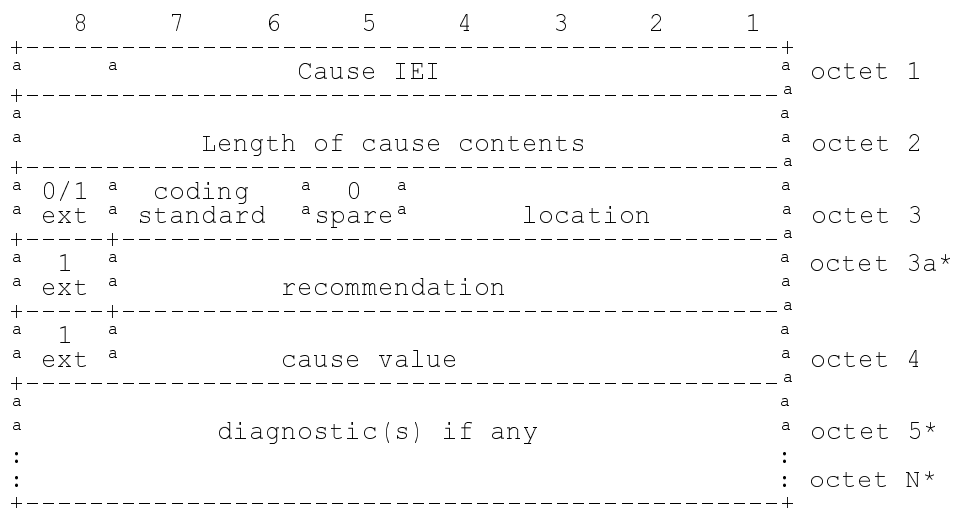 8 7 6 5 4 3 2 1
+-----------------------------------------------+
a a Cause IEI a octet 1
+-----------------------------------------------a
a
a Length of cause contents a octet 2
+-----------------------------------------------a
a 0/1 a coding a 0 a a
a ext a standard a spare a location a octet 3
+-----+-----------------------------------------a
a 1 a a octet 3a*
a ext a recommendation a
+-----+-----------------------------------------a
a 1 a a
a ext a cause value a octet 4
+-----------------------------------------------a
a a
a diagnostic(s) if any a octet 5*
: :
: : octet N*
+-----------------------------------------------+